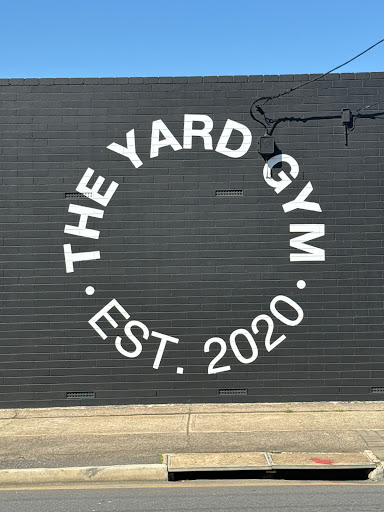 THE YARD GYM
• EST. 2020 •